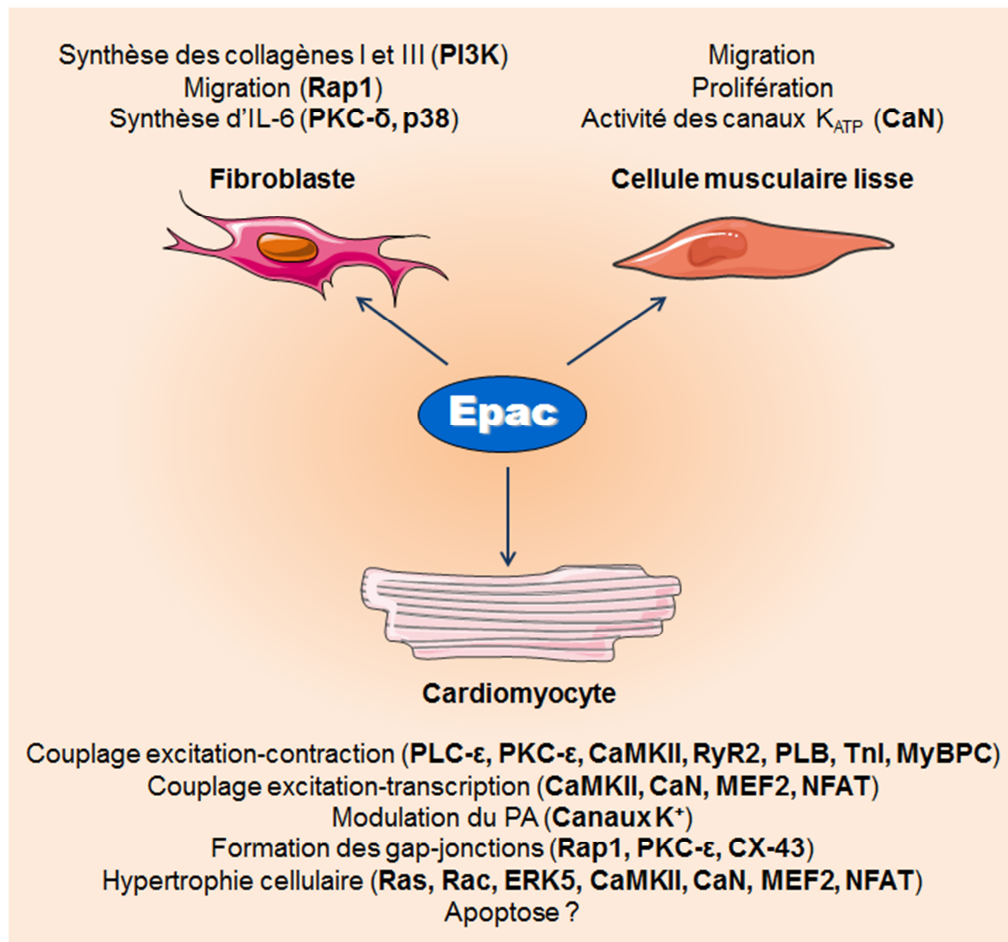 Synthèse des collagènes I et III (PI3K)
Migration (Rap1)
Synthèse d'IL-6 (PKC-δ, p38)
Fibroblaste
Migration
Prolifération
Activité des canaux K_ATP (CaN)
Cellule musculaire lisse
Epac
Cardiomyocyte
Couplage excitation-contraction (PLC-ε, PKC-ε, CaMKII, RyR2, PLB, TnI, MyBPC)
Couplage excitation-transcription (CaMKII, CaN, MEF2, NFAT)
Modulation du PA (Canaux K⁺)
Formation des gap-jonctions (Rap1, PKC-ε, CX-43)
Hypertrophie cellulaire (Ras, Rac, ERK5, CaMKII, CaN, MEF2, NFAT)
Apoptose ?